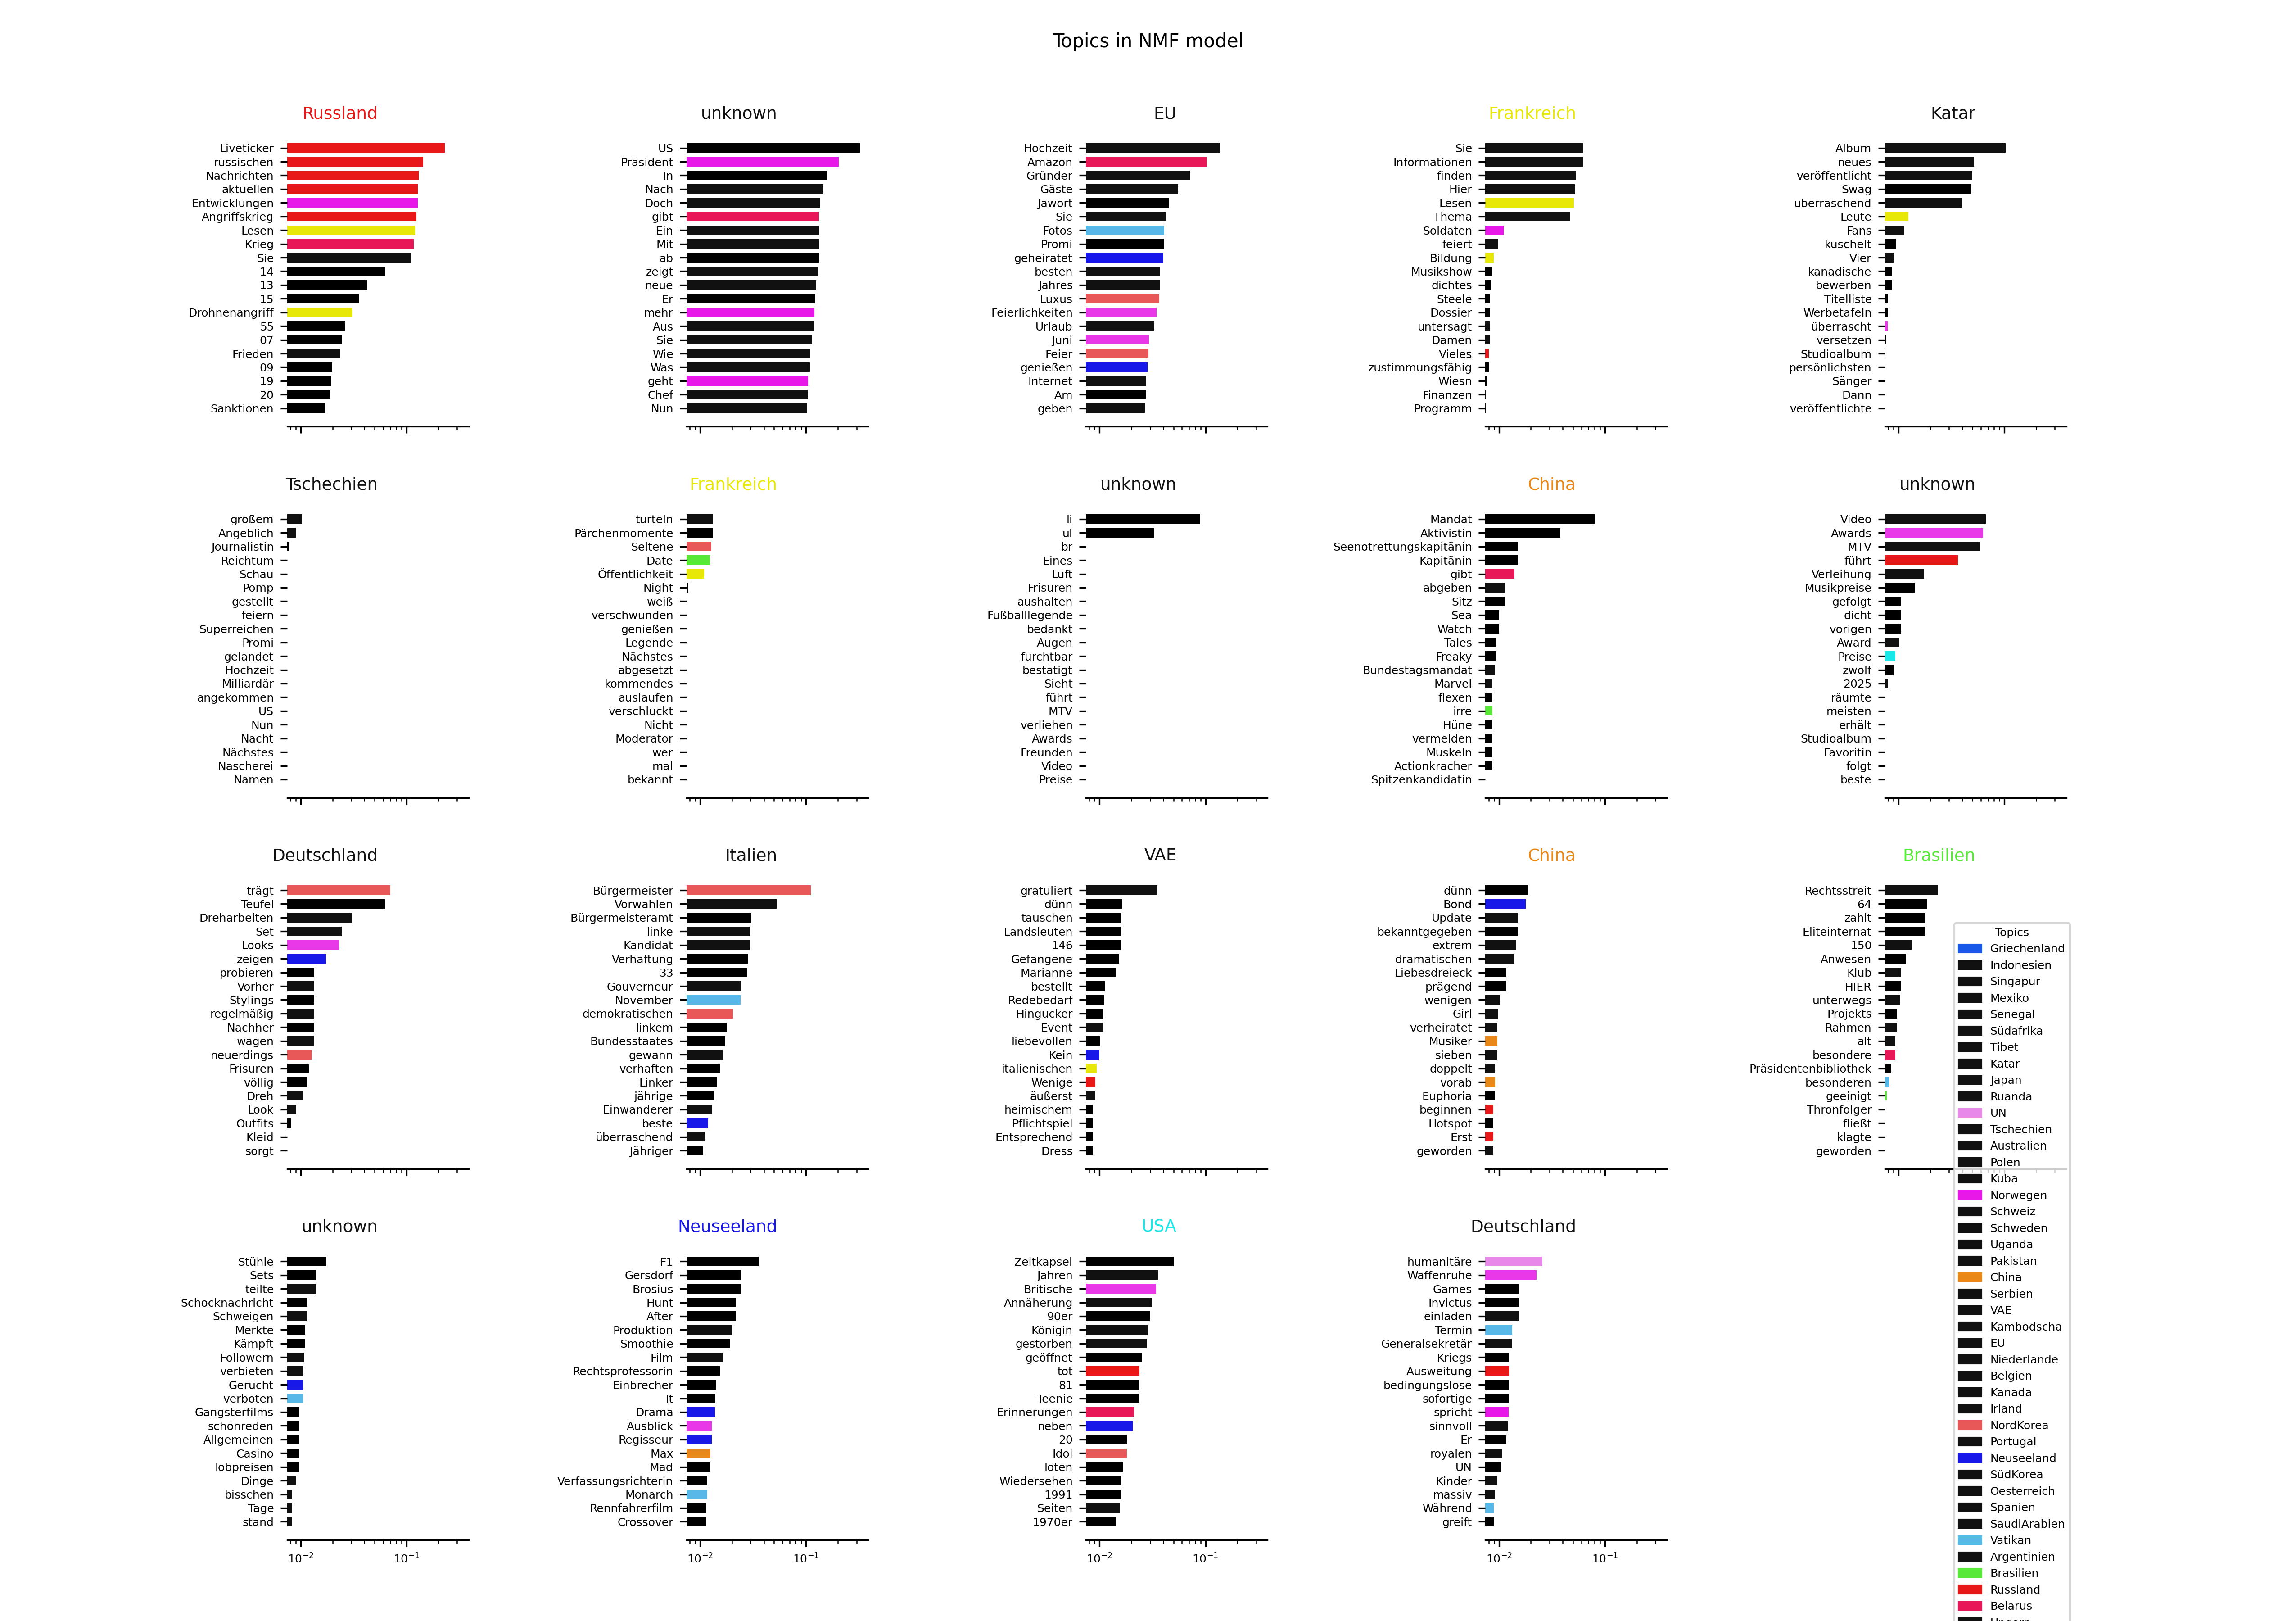 Topics in NMF model
Russland
Liveticker
russischen
Nachrichten
aktuellen
Entwicklungen
Angriffskrieg
Lesen
Krieg
Sie
14
13
15
Drohnenangriff
55
07
Frieden
09
19
20
Sanktionen
unknown
US
Präsident
In
Nach
Doch
gibt
Ein
Mit
ab
zeigt
neue
Er
mehr
Aus
Sie
Wie
Was
geht
Chef
Nun
EU
Hochzeit
Amazon
Gründer
Gäste
Jawort
Sie
Fotos
Promi
geheiratet
besten
Jahres
Luxus
Feierlichkeiten
Urlaub
Juni
Feier
genießen
Internet
Am
geben
Frankreich
Sie
Informationen
finden
Hier
Lesen
Thema
Soldaten
feiert
Bildung
Musikshow
dichtes
Steele
Dossier
untersagt
Damen
Vieles
zustimmungsfähig
Wiesn
Finanzen
Programm
Katar
Album
neues
veröffentlicht
Swag
überraschend
Leute
Fans
kuschelt
Vier
kanadische
bewerben
Titelliste
Werbetafeln
überrascht
versetzen
Studioalbum
persönlichsten
Sänger
Dann
veröffentlichte
Tschechien
großem
Angeblich
Journalistin
Reichtum
Schau
Pomp
gestellt
feiern
Superreichen
Promi
gelandet
Hochzeit
Milliardär
angekommen
US
Nun
Nacht
Nächstes
Nascherei
Namen
Frankreich
turteln
Pärchenmomente
Seltene
Date
Öffentlichkeit
Night
weiß
verschwunden
genießen
Legende
Nächstes
abgesetzt
kommendes
auslaufen
verschluckt
Nicht
Moderator
wer
mal
bekannt
unknown
li
ul
br
Eines
Luft
Frisuren
aushalten
Fußballlegende
bedankt
Augen
furchtbar
bestätigt
Sieht
führt
MTV
verliehen
Awards
Freunden
Video
Preise
China
Mandat
Aktivistin
Seenotrettungskapitänin
Kapitänin
gibt
abgeben
Sitz
Sea
Watch
Tales
Freaky
Bundestagsmandat
Marvel
flexen
irre
Hüne
vermelden
Muskeln
Actionkracher
Spitzenkandidatin
unknown
Video
Awards
MTV
führt
Verleihung
Musikpreise
gefolgt
dicht
vorigen
Award
Preise
zwölf
2025
räumte
meisten
erhält
Studioalbum
Favoritin
folgt
beste
Deutschland
trägt
Teufel
Dreharbeiten
Set
Looks
zeigen
probieren
Vorher
Stylings
regelmäßig
Nachher
wagen
neuerdings
Frisuren
völlig
Dreh
Look
Outfits
Kleid
sorgt
Italien
Bürgermeister
Vorwahlen
Bürgermeisteramt
linke
Kandidat
Verhaftung
33
Gouverneur
November
demokratischen
linkem
Bundesstaates
gewann
verhaften
Linker
jährige
Einwanderer
beste
überraschend
Jähriger
VAE
gratuliert
dünn
tauschen
Landsleuten
146
Gefangene
Marianne
bestellt
Redebedarf
Hingucker
Event
liebevollen
Kein
italienischen
Wenige
äußerst
heimischem
Pflichtspiel
Entsprechend
Dress
China
dünn
Bond
Update
bekanntgegeben
extrem
dramatischen
Liebesdreieck
prägend
wenigen
Girl
verheiratet
Musiker
sieben
doppelt
vorab
Euphoria
beginnen
Hotspot
Erst
geworden
Brasilien
Rechtsstreit
64
zahlt
Eliteinternat
150
Anwesen
Klub
HIER
unterwegs
Projekts
Rahmen
alt
besondere
Präsidentenbibliothek
besonderen
geeinigt
Thronfolger
fließt
klagte
geworden
unknown
Stühle
Sets
teilte
Schocknachricht
Schweigen
Merkte
Kämpft
Followern
verbieten
Gerücht
verboten
Gangsterfilms
schönreden
Allgemeinen
Casino
lobpreisen
Dinge
bisschen
Tage
stand
10⁻² 10⁻¹
Neuseeland
F1
Gersdorf
Brosius
Hunt
After
Produktion
Smoothie
Film
Rechtsprofessorin
Einbrecher
It
Drama
Ausblick
Regisseur
Max
Mad
Verfassungsrichterin
Monarch
Rennfahrerfilm
Crossover
10⁻² 10⁻¹
USA
Zeitkapsel
Jahren
Britische
Annäherung
90er
Königin
gestorben
geöffnet
tot
81
Teenie
Erinnerungen
neben
20
Idol
loten
Wiedersehen
1991
Seiten
1970er
10⁻² 10⁻¹
Deutschland
humanitäre
Waffenruhe
Games
Invictus
einladen
Termin
Generalsekretär
Kriegs
Ausweitung
bedingungslose
sofortige
spricht
sinnvoll
Er
royalen
UN
Kinder
massiv
Während
greift
10⁻² 10⁻¹
Topics
Griechenland
Indonesien
Singapur
Mexiko
Senegal
Südafrika
Tibet
Katar
Japan
Ruanda
UN
Tschechien
Australien
Polen
Kuba
Norwegen
Schweiz
Schweden
Uganda
Pakistan
China
Serbien
VAE
Kambodscha
EU
Niederlande
Belgien
Kanada
Irland
NordKorea
Portugal
Neuseeland
SüdKorea
Oesterreich
Spanien
SaudiArabien
Vatikan
Argentinien
Brasilien
Russland
Belarus